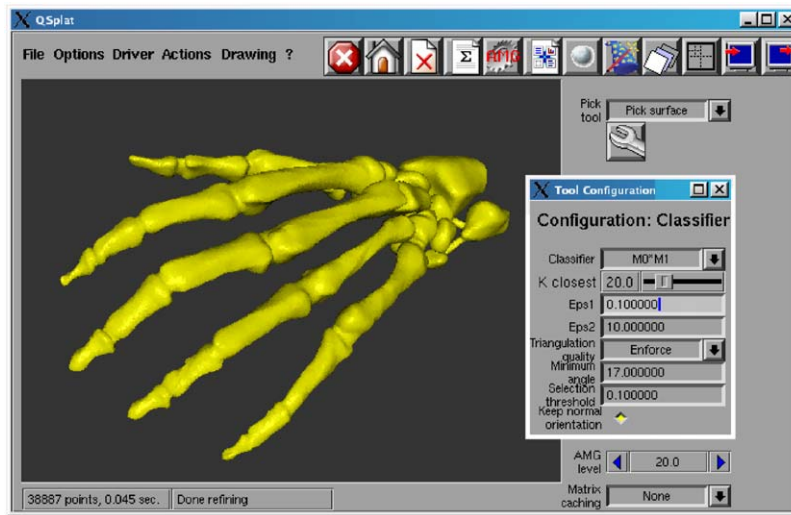 QSplat
File Options Driver Actions Drawing ?
Σ
AMG
Pick tool
Pick surface
Tool Configuration
Configuration: Classifier
Classifier
M0*M1
K closest
20.0
Eps1
0.100000
Eps2
10.000000
Triangulation quality
Enforce
Minimum angle
17.000000
Selection threshold
0.100000
Keep normal orientation
AMG level
20.0
Matrix caching
None
38887 points, 0.045 sec.
Done refining